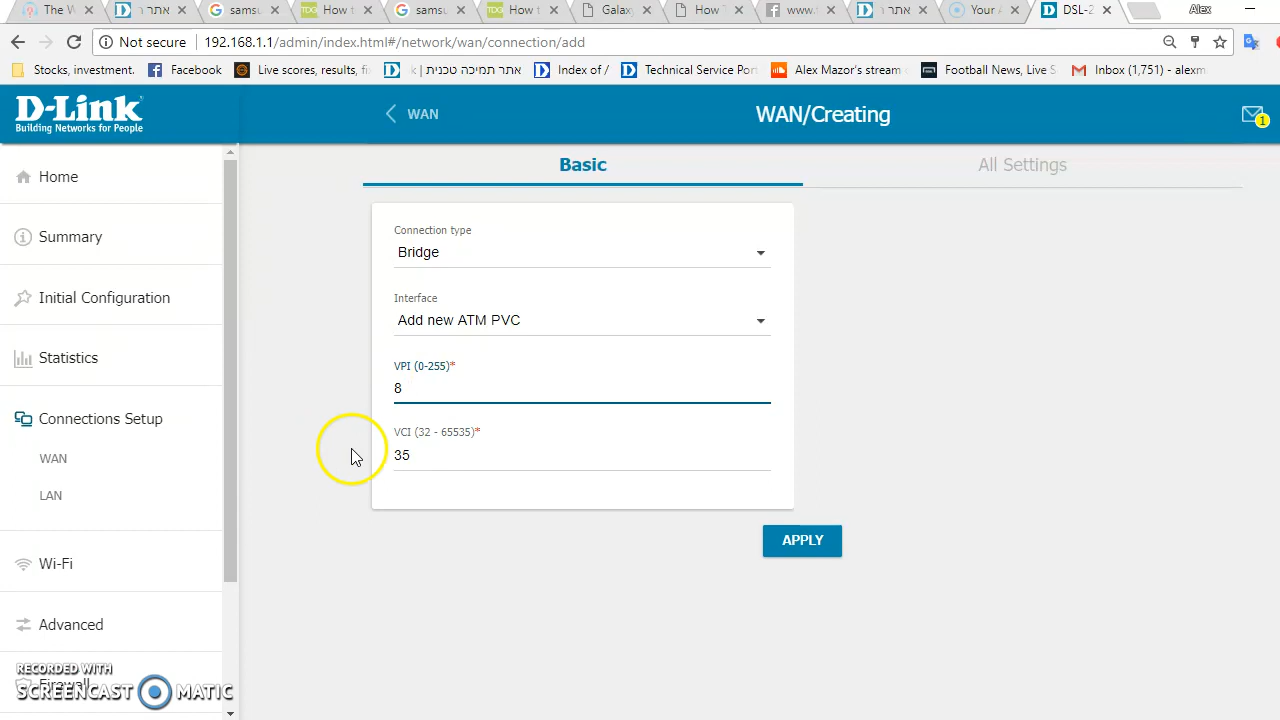 The W
אתר ר
samsu
How t
samsu
How t
Galax
How T
www.f
אתר ר
Your A
DSL-2
Alex
Not secure
192.168.1.1/admin/index.html#/network/wan/connection/add
Stocks, investment.
Facebook
Live scores, results, fi
אתר תמיכה טכנית | k
Index of /
Technical Service Port
Alex Mazor's stream o
Football News, Live S
Inbox (1,751) - alexm
D-Link
Building Networks for People
WAN
WAN/Creating
1
Home
Summary
Initial Configuration
Statistics
Connections Setup
WAN
LAN
Wi-Fi
Advanced
Firewall
Basic
All Settings
Connection type
Bridge
Interface
Add new ATM PVC
VPI (0-255)*
8
VCI (32 - 65535)*
35
APPLY
RECORDED WITH
SCREENCAST MATIC